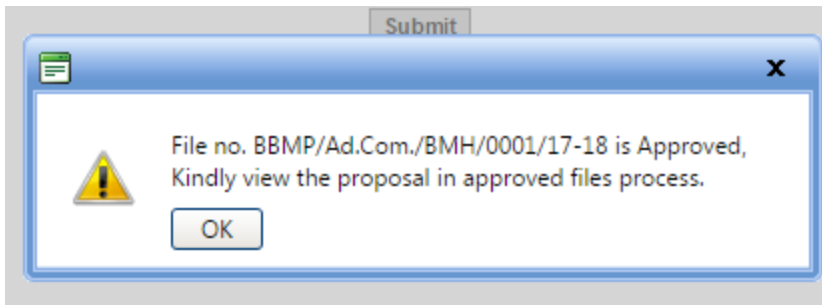 Submit
x
File no. BBMP/Ad.Com./BMH/0001/17-18 is Approved,
Kindly view the proposal in approved files process.
OK